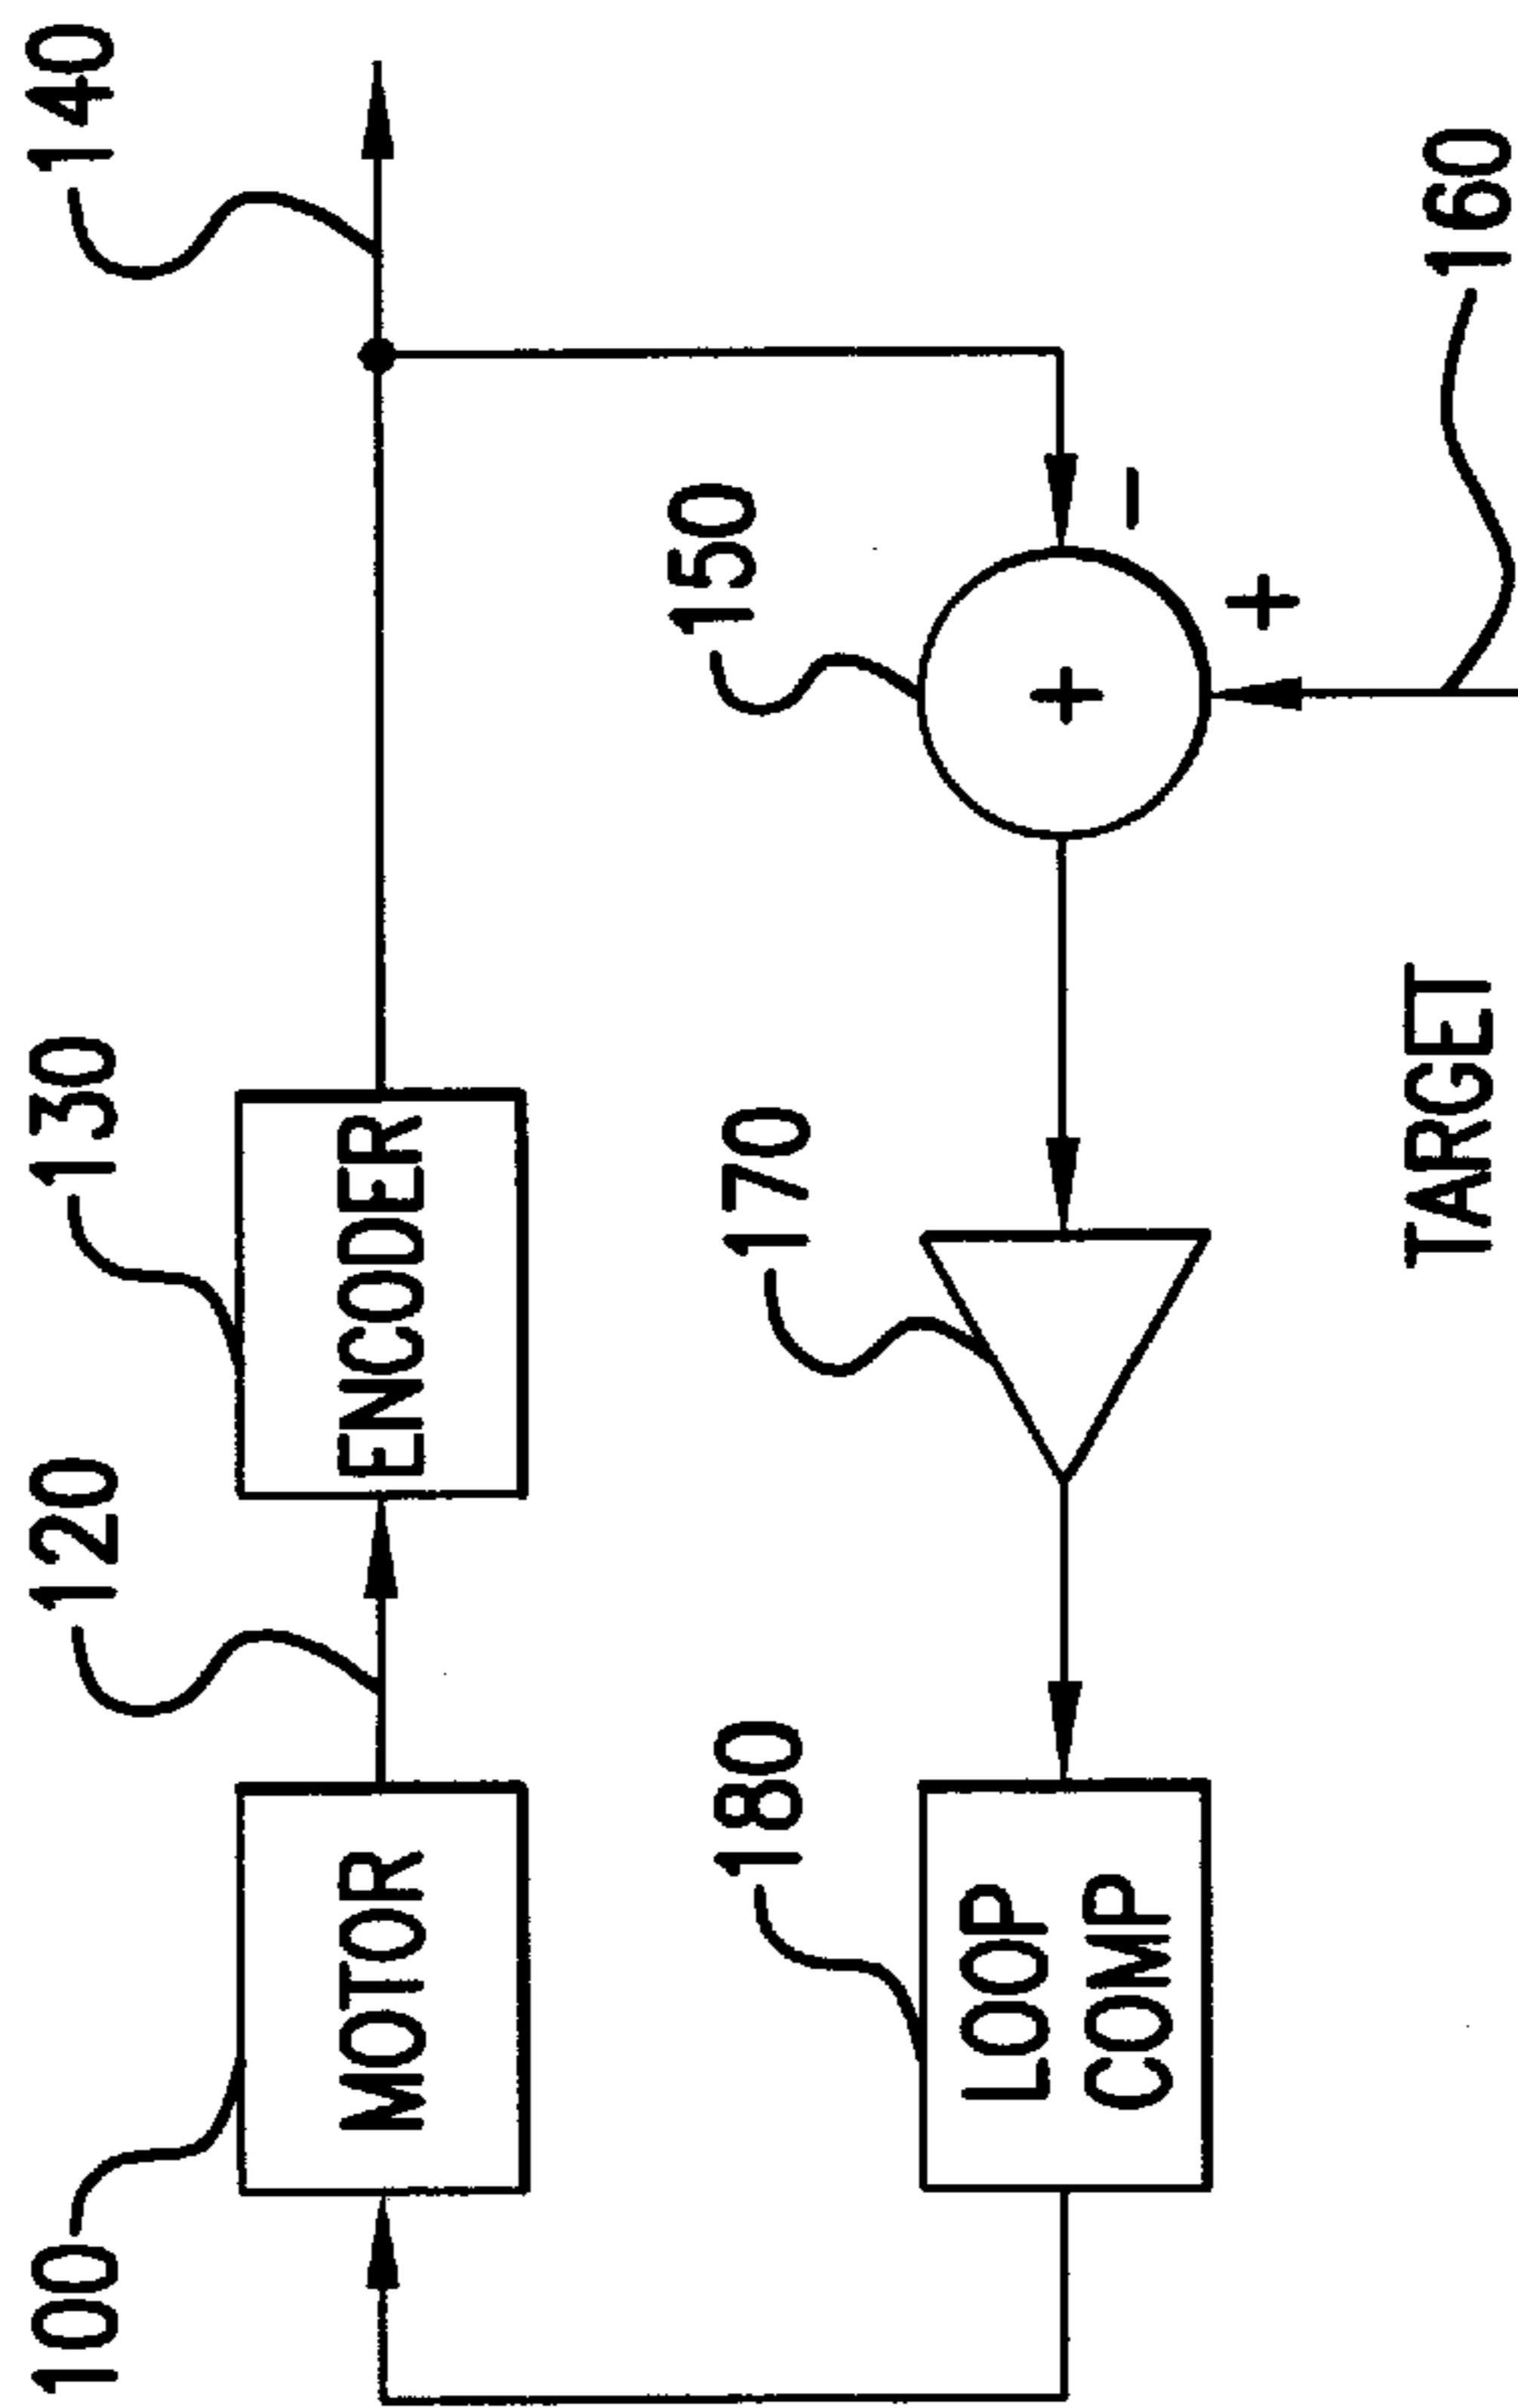 100
120
130
140
MOTOR
ENCODER
180
170
150
LOOP
COMP
+
+
−
TARGET
160